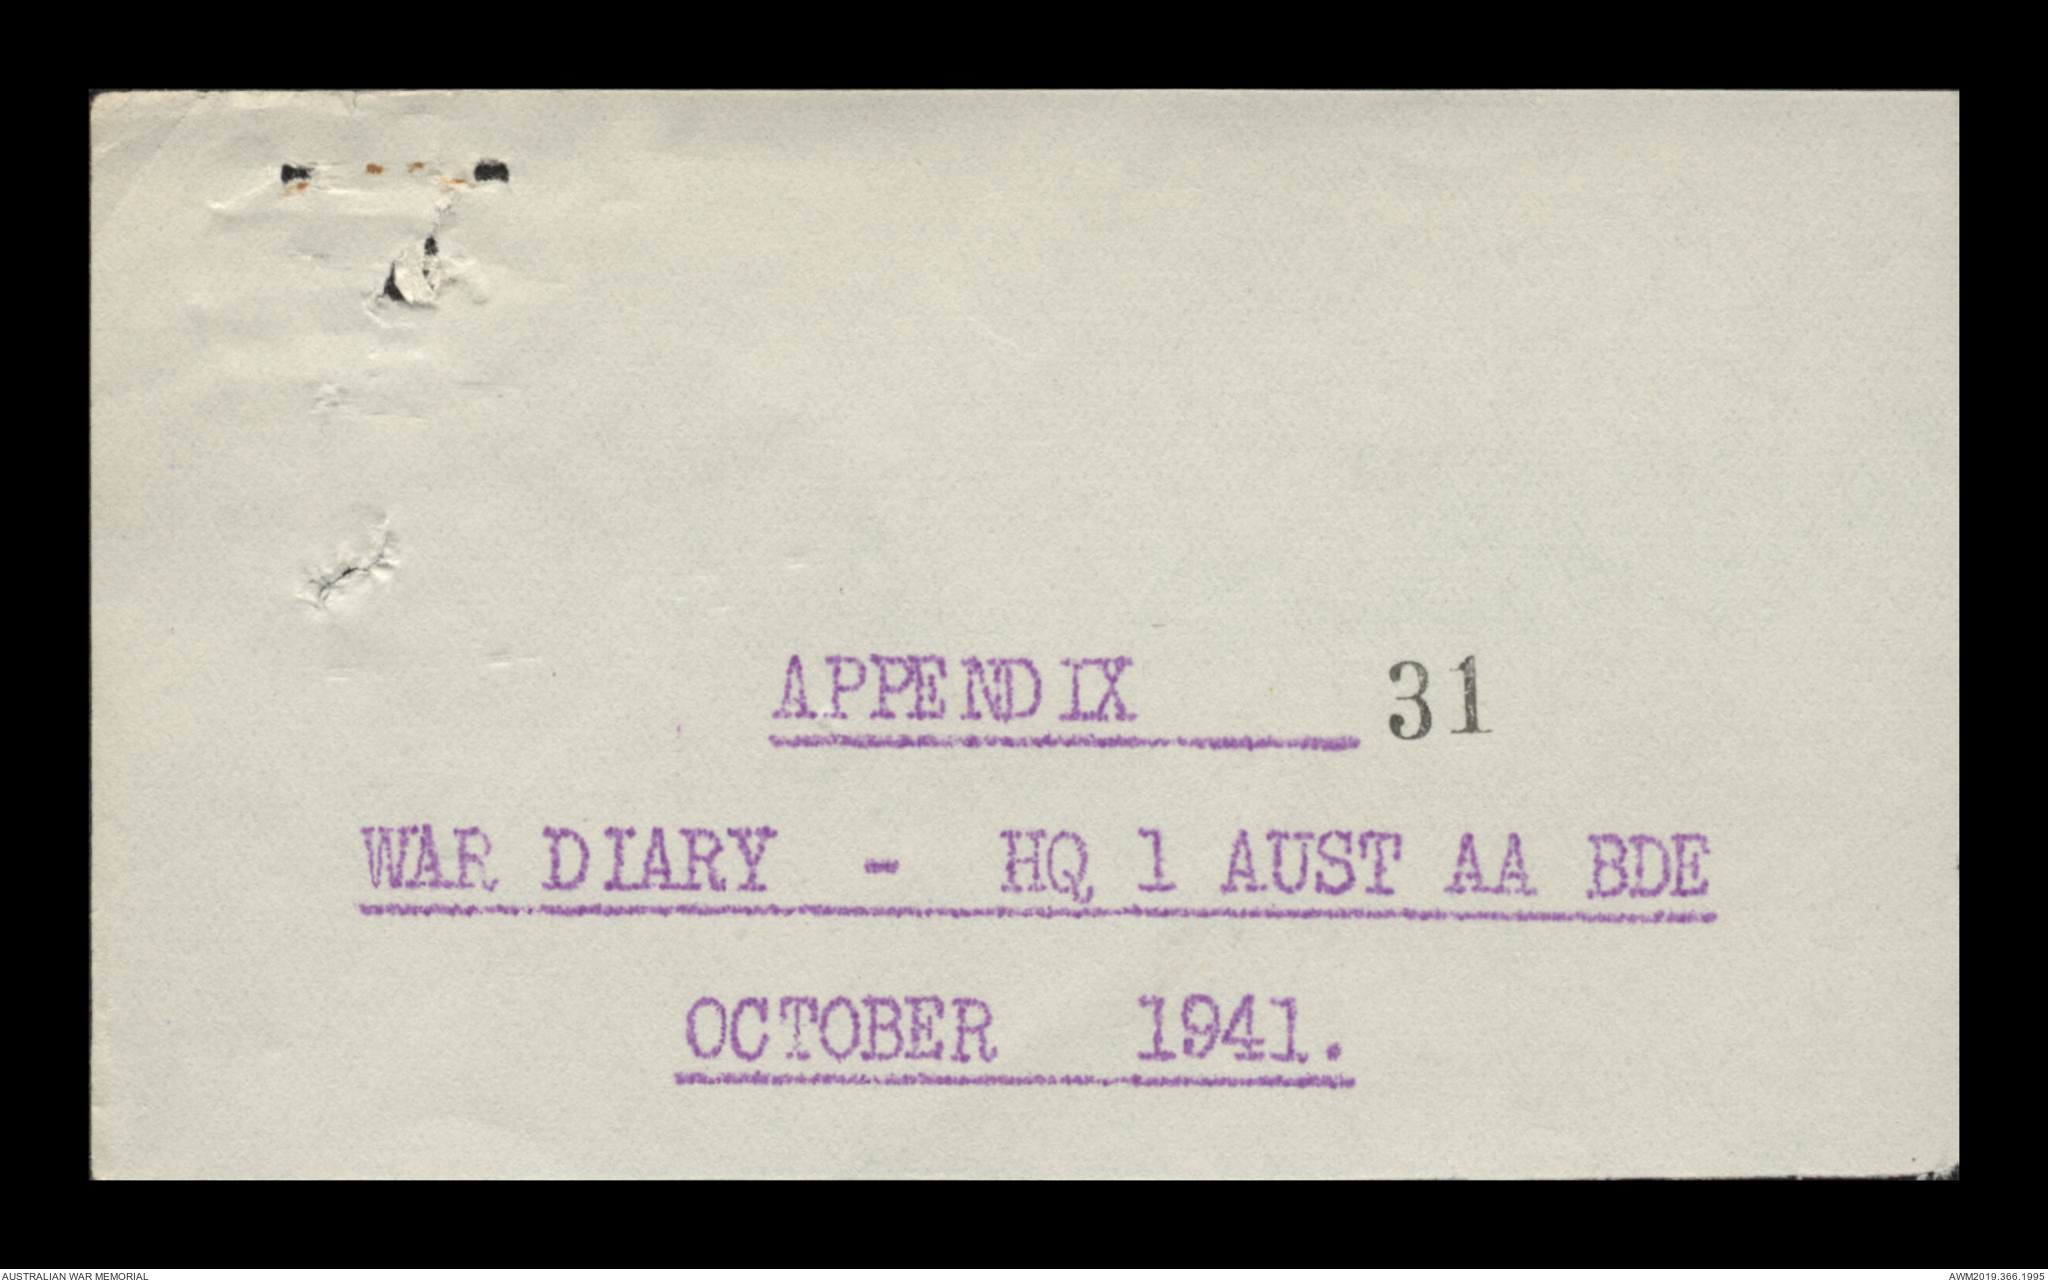 APPENDIX 31
WAR DIARY - HQ 1 AUST AA BDE
OCTOBER 1941.
AUSTRALIAN WAR MEMORIAL
AWM2019.366.1995